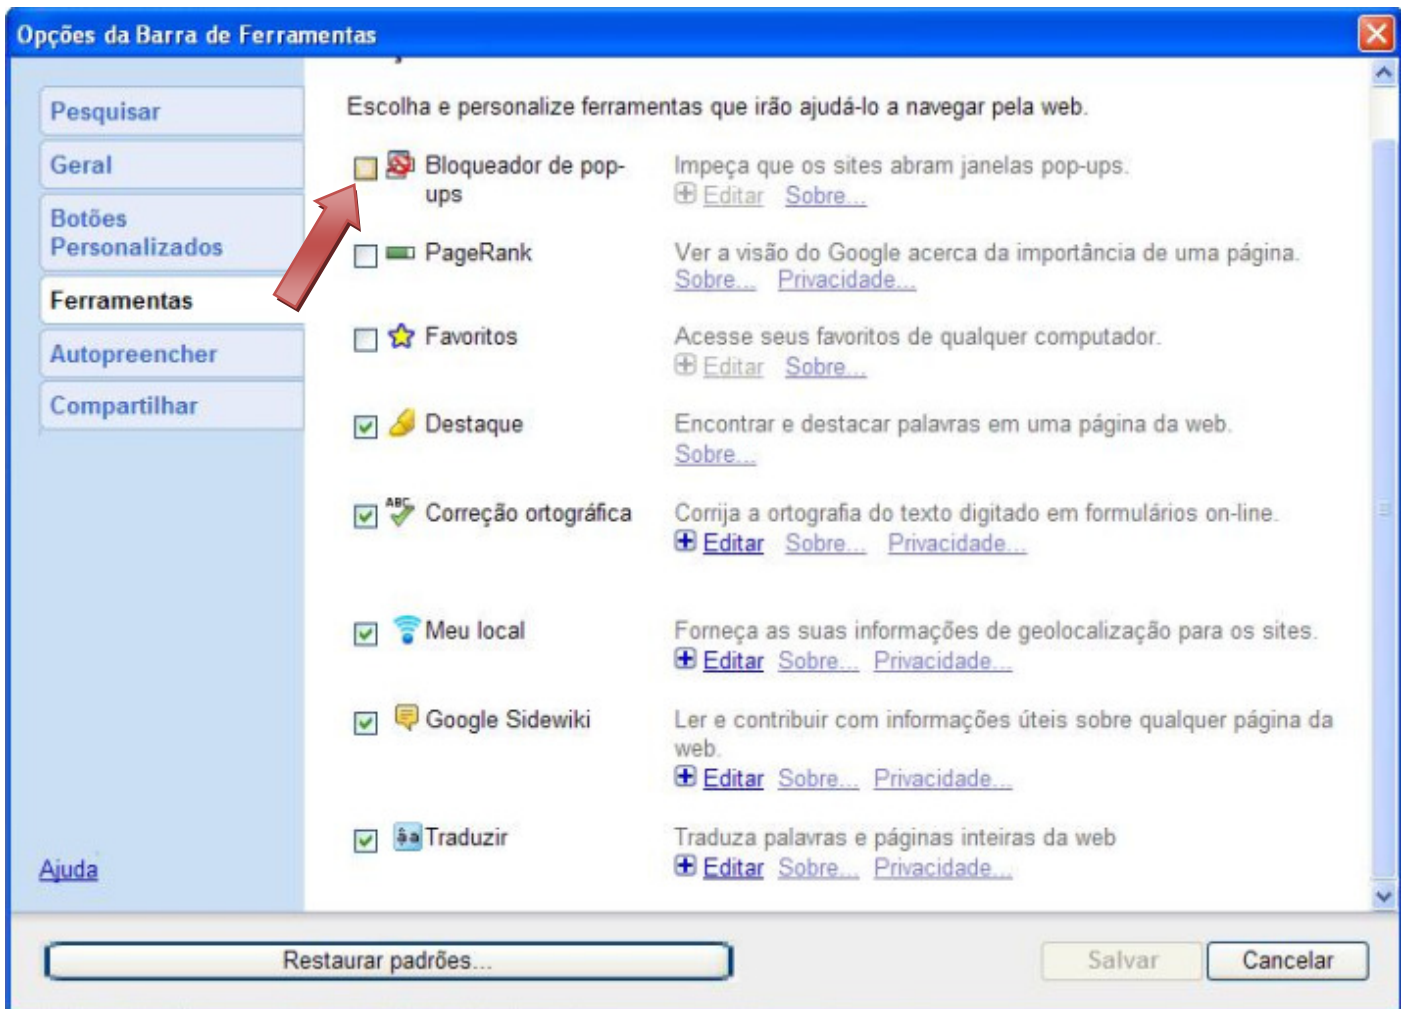 Opções da Barra de Ferramentas
Pesquisar
Geral
Botões
Personalizados
Ferramentas
Autopreencher
Compartilhar
Ajuda
Escolha e personalize ferramentas que irão ajudá-lo a navegar pela web.
Bloqueador de pop-
ups
Impeça que os sites abram janelas pop-ups.
Editar Sobre...
PageRank
Ver a visão do Google acerca da importância de uma página.
Sobre... Privacidade...
Favoritos
Acesse seus favoritos de qualquer computador.
Editar Sobre...
Destaque
Encontrar e destacar palavras em uma página da web.
Sobre...
ABC
Correção ortográfica
Corrija a ortografia do texto digitado em formulários on-line.
Editar Sobre... Privacidade...
Meu local
Forneça as suas informações de geolocalização para os sites.
Editar Sobre... Privacidade...
Google Sidewiki
Ler e contribuir com informações úteis sobre qualquer página da
web.
Editar Sobre... Privacidade...
Traduzir
Traduza palavras e páginas inteiras da web
Editar Sobre... Privacidade...
Restaurar padrões...
Salvar
Cancelar